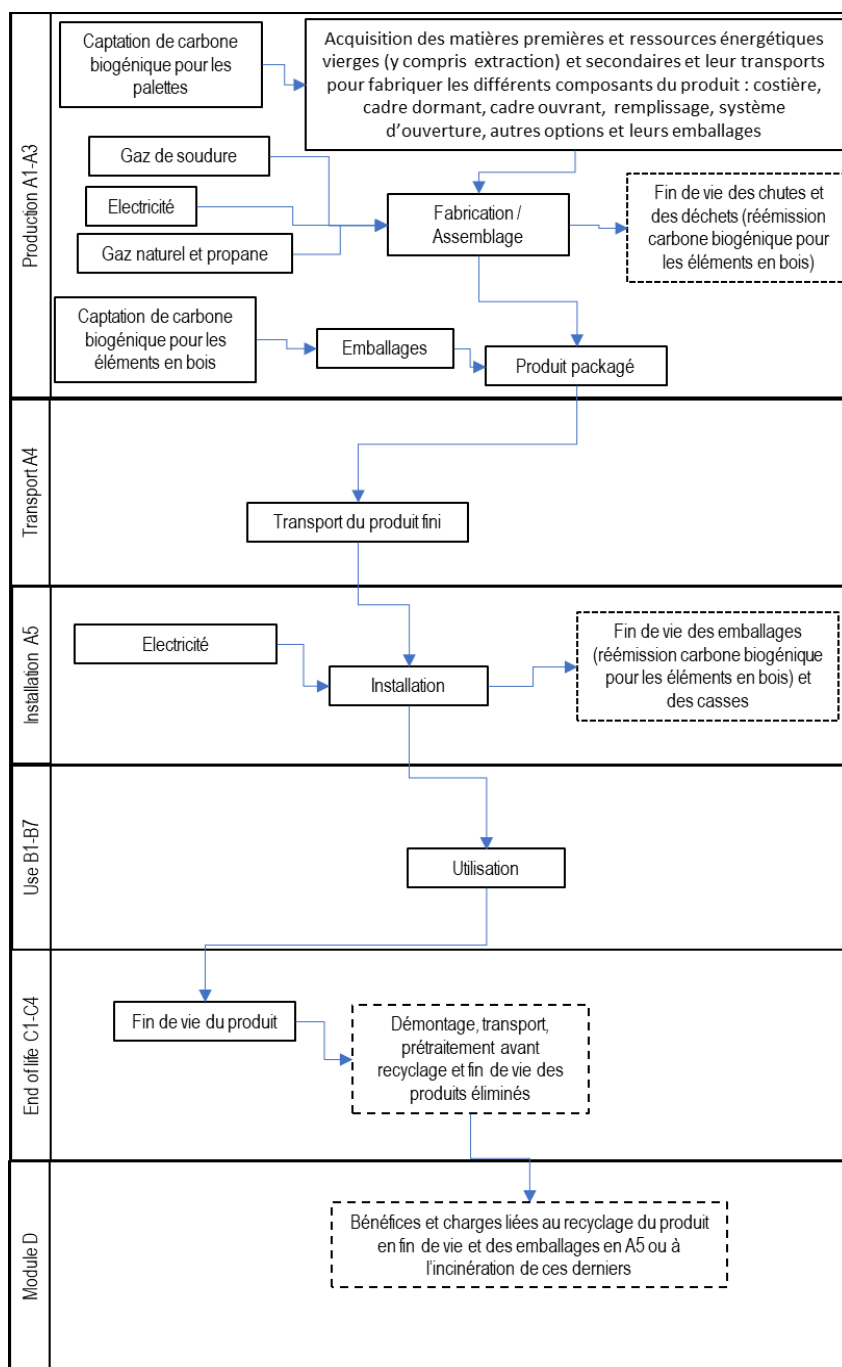 Production A1-A3
Captation de carbone
biogénique pour les
palettes
Acquisition des matières premières et ressources énergétiques
vierges (y compris extraction) et secondaires et leur transports
pour fabriquer les différents composants du produit : costière,
cadre dormant, cadre ouvrant, remplissage, système
d'ouverture, autres options et leurs emballages
Gaz de soudure
Electricité
Gaz naturel et propane
Fabrication /
Assemblage
Fin de vie des chutes et
des déchets (réémission
carbone biogénique pour
les éléments en bois)
Captation de carbone
biogénique pour les
éléments en bois
Emballages
Produit packagé
Transport A4
Transport du produit fini
Installation A5
Electricité
Installation
Fin de vie des emballages
(réémission carbone biogénique
pour les éléments en bois) et
des casses
Use B1-B7
Utilisation
End of life C1-C4
Fin de vie du produit
Démontage, transport,
prétraitement avant
recyclage et fin de vie des
produits éliminés
Module D
Bénéfices et charges liées au recyclage du produit
en fin de vie et des emballages en A5 ou à
l'incinération de ces derniers